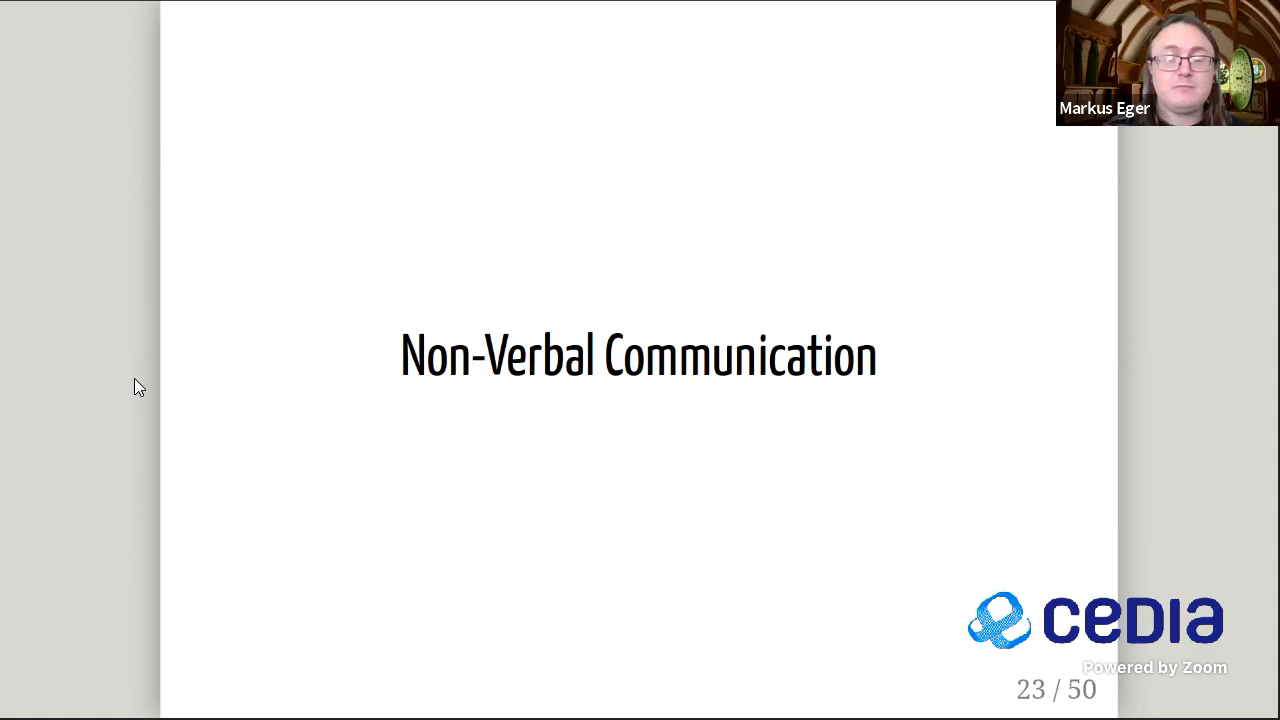 Markus Eger
Non-Verbal Communication
CEDIA
Powered by Zoom
23 / 50